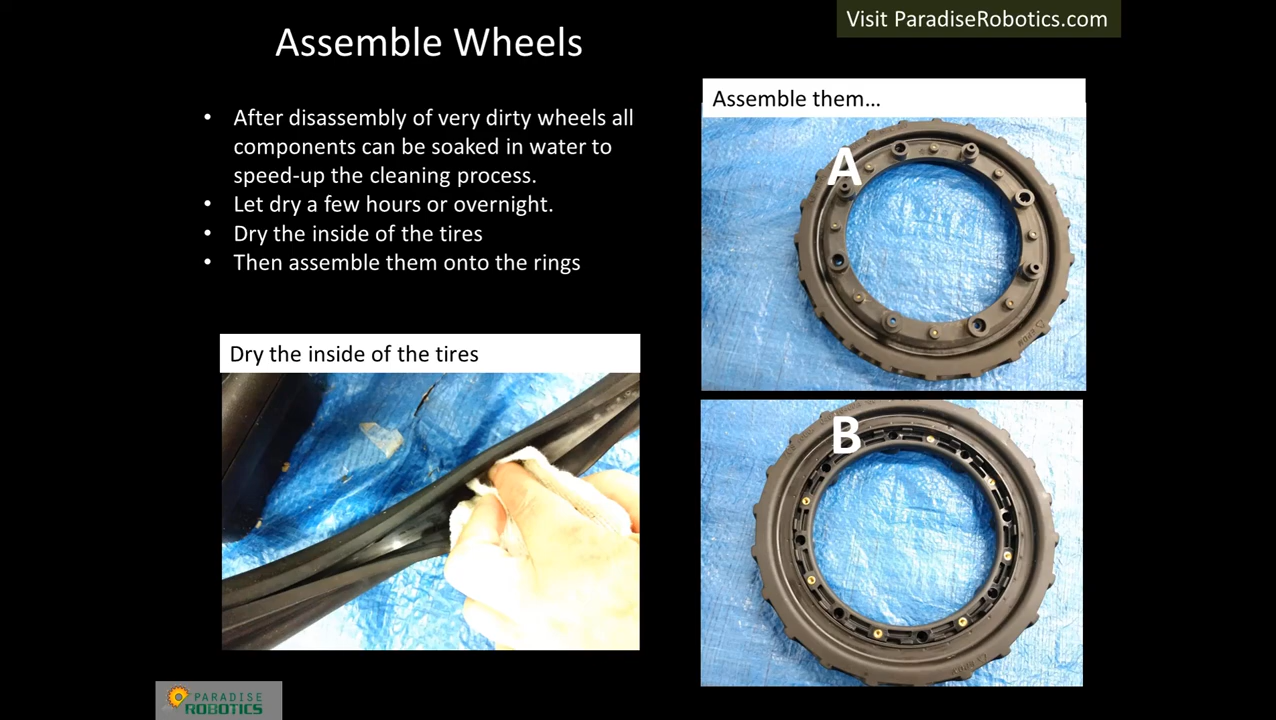 Visit ParadiseRobotics.com
Assemble Wheels
• After disassembly of very dirty wheels all
components can be soaked in water to
speed-up the cleaning process.
• Let dry a few hours or overnight.
• Dry the inside of the tires
• Then assemble them onto the rings
Dry the inside of the tires
Assemble them…
A
B
PARADISE
ROBOTICS